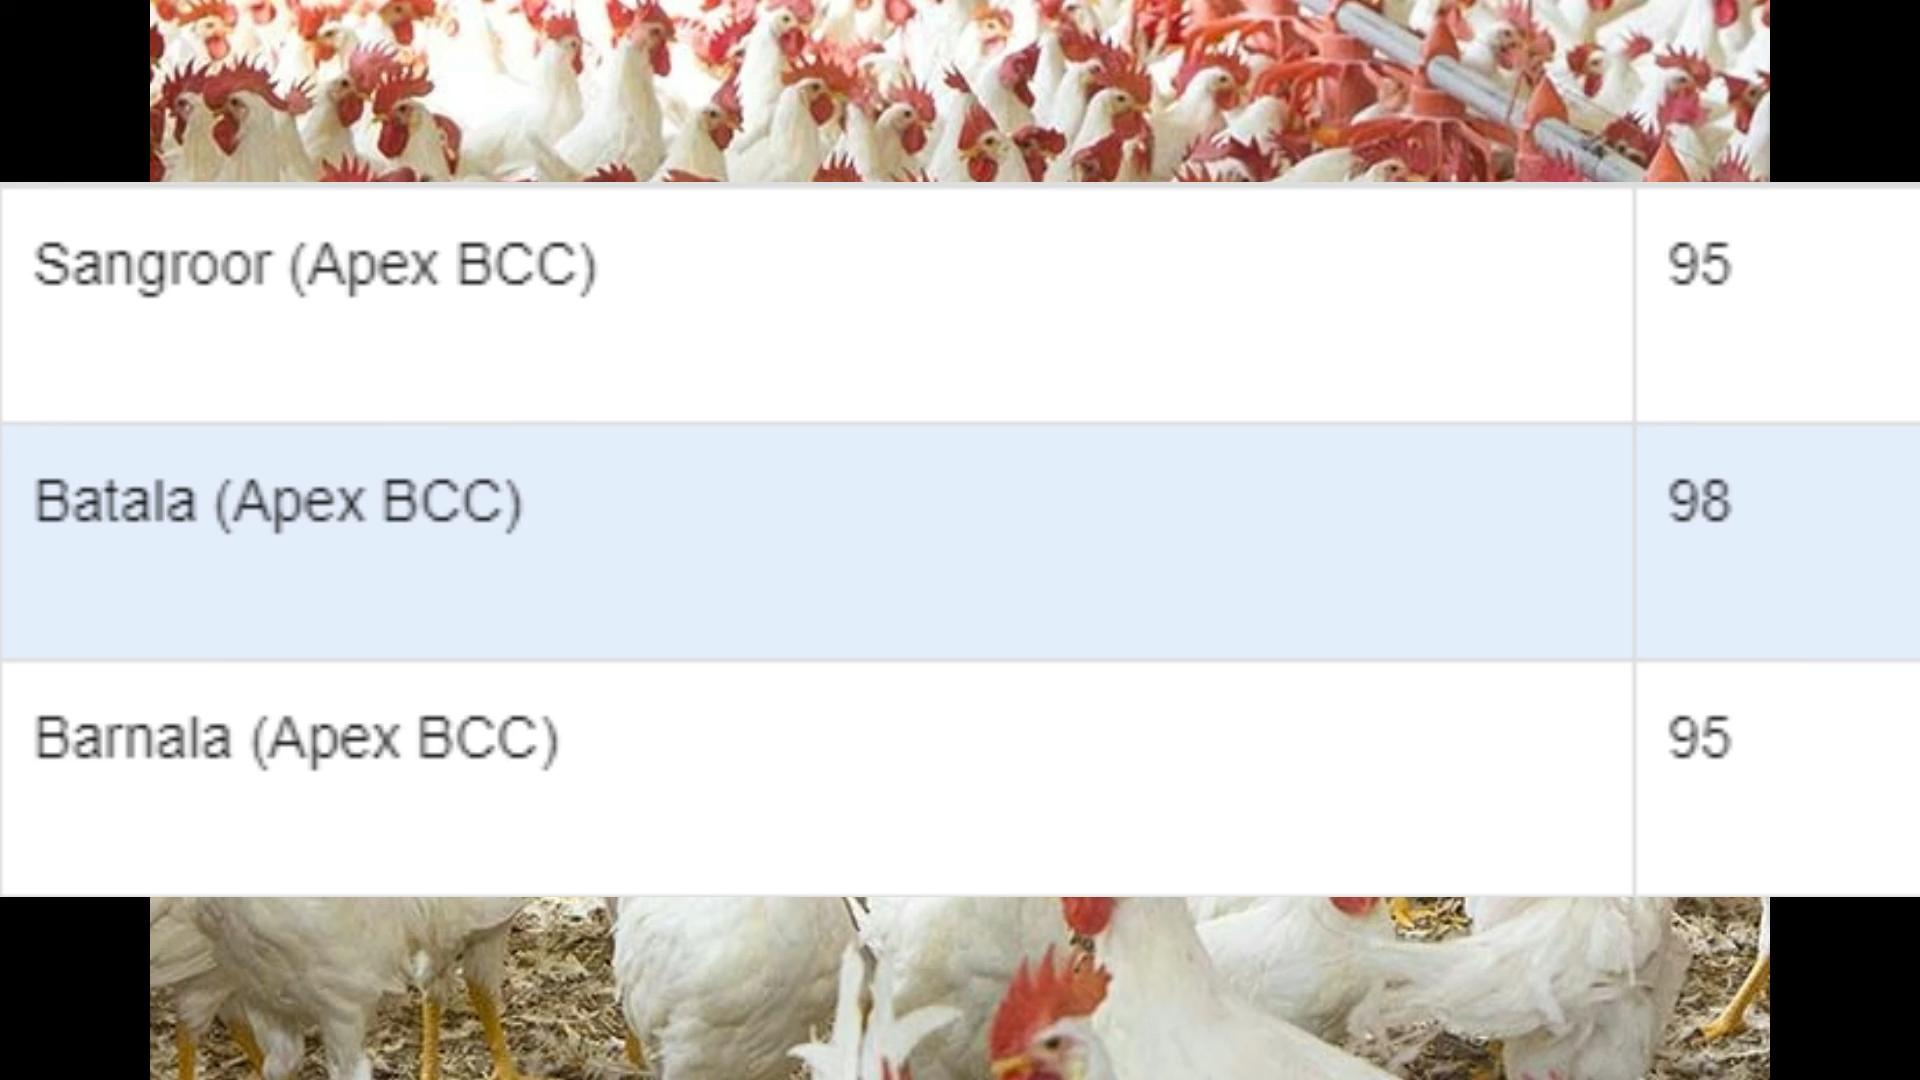 Sangroor (Apex BCC) 95
Batala (Apex BCC) 98
Barnala (Apex BCC) 95